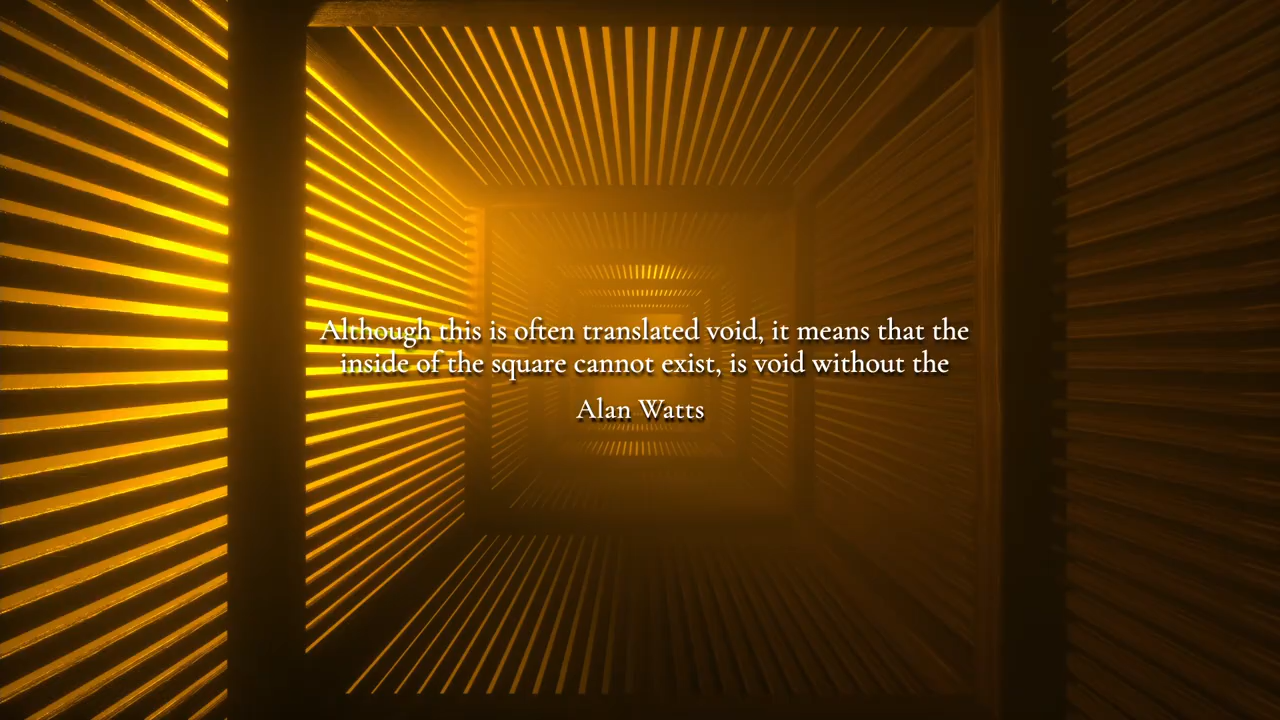 Although this is often translated void, it means that the
inside of the square cannot exist, is void without the
Alan Watts